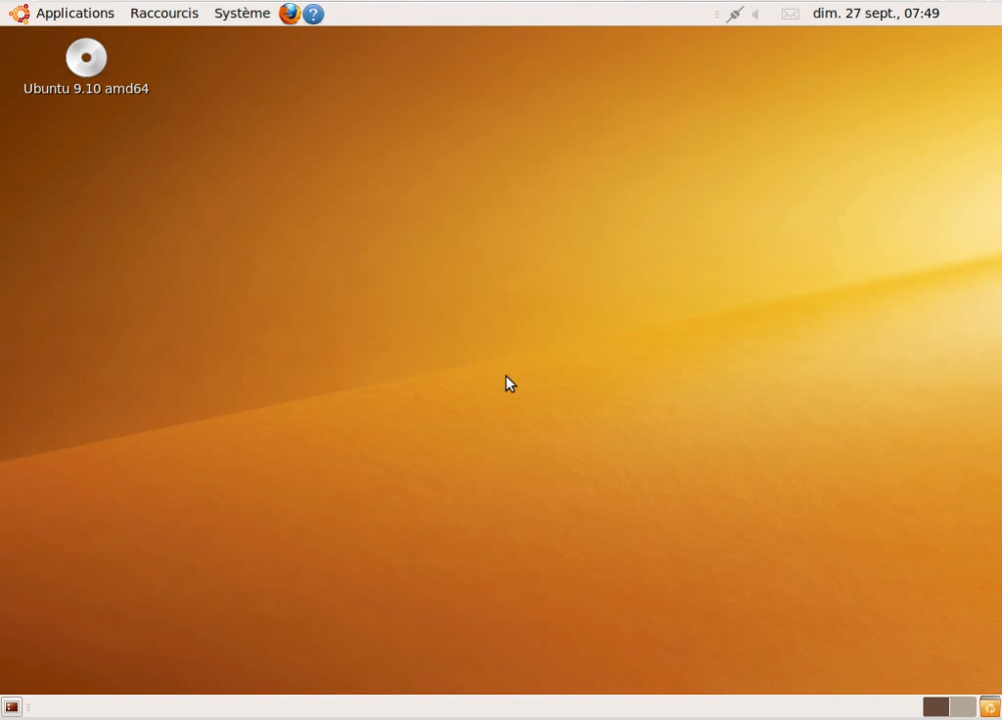 Applications Raccourcis Système ? dim. 27 sept., 07:49
Ubuntu 9.10 amd64